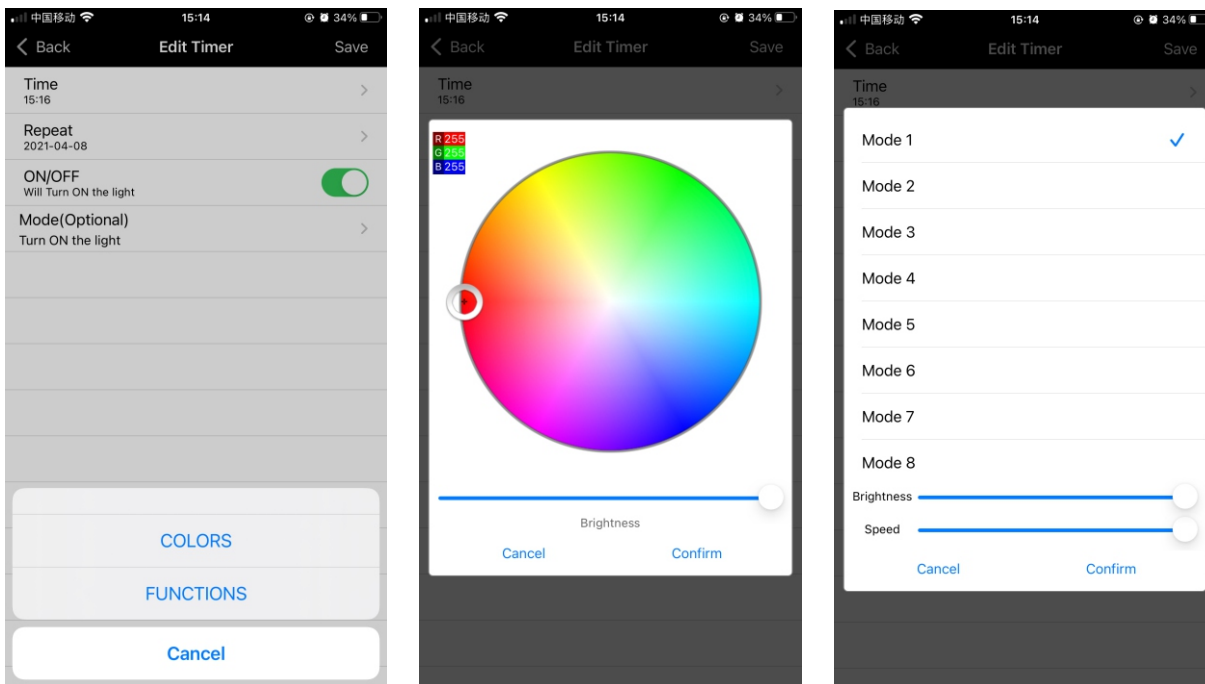 中国移动 15:14 34%
Back Edit Timer Save
Time
15:16
Repeat
2021-04-08
ON/OFF
Will Turn ON the light
Mode(Optional)
Turn ON the light
COLORS
FUNCTIONS
Cancel
中国移动 15:14 34%
Back Edit Timer Save
Time
15:16
R 255
G 255
B 255
Brightness
Cancel Confirm
中国移动 15:14 34%
Back Edit Timer Save
Time
15:16
Mode 1
Mode 2
Mode 3
Mode 4
Mode 5
Mode 6
Mode 7
Mode 8
Brightness
Speed
Cancel Confirm